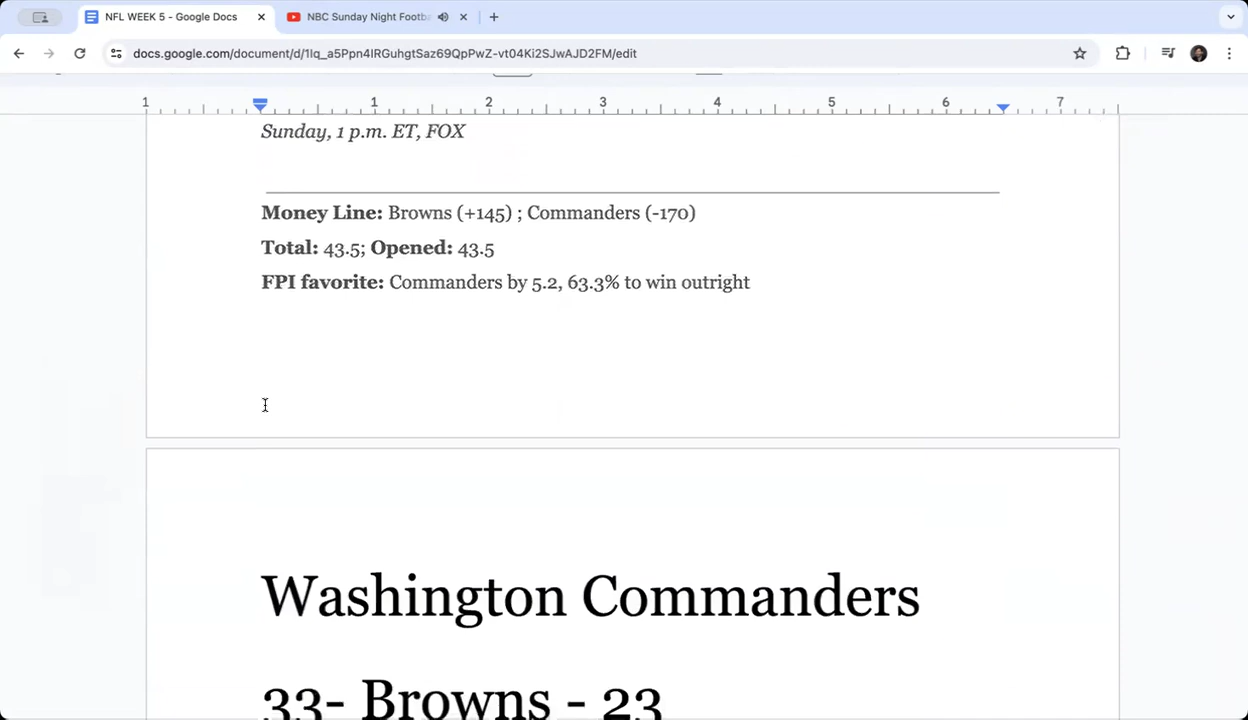 NFL WEEK 5 - Google Docs
NBC Sunday Night Footba
docs.google.com/document/d/1lq_a5Ppn4IRGuhgtSaz69QpPwZ-vt04Ki2SJwAJD2FM/edit
1 1 2 3 4 5 6 7
Sunday, 1 p.m. ET, FOX
Money Line: Browns (+145) ; Commanders (-170)
Total: 43.5; Opened: 43.5
FPI favorite: Commanders by 5.2, 63.3% to win outright
Washington Commanders
33- Browns - 23